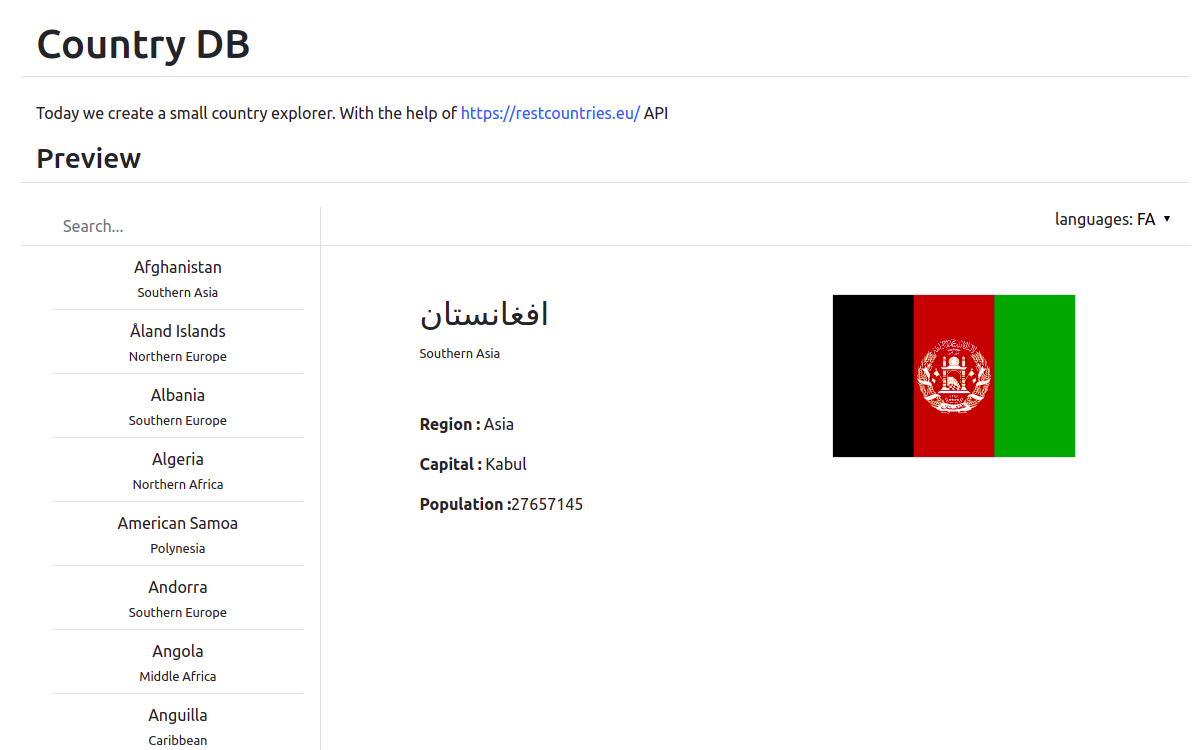 Country DB
Today we create a small country explorer. With the help of https://restcountries.eu/ API
Preview
Search...
languages: FA
Afghanistan
Southern Asia
Åland Islands
Northern Europe
Albania
Southern Europe
Algeria
Northern Africa
American Samoa
Polynesia
Andorra
Southern Europe
Angola
Middle Africa
Anguilla
Caribbean
افغانستان
Southern Asia
Region : Asia
Capital : Kabul
Population :27657145